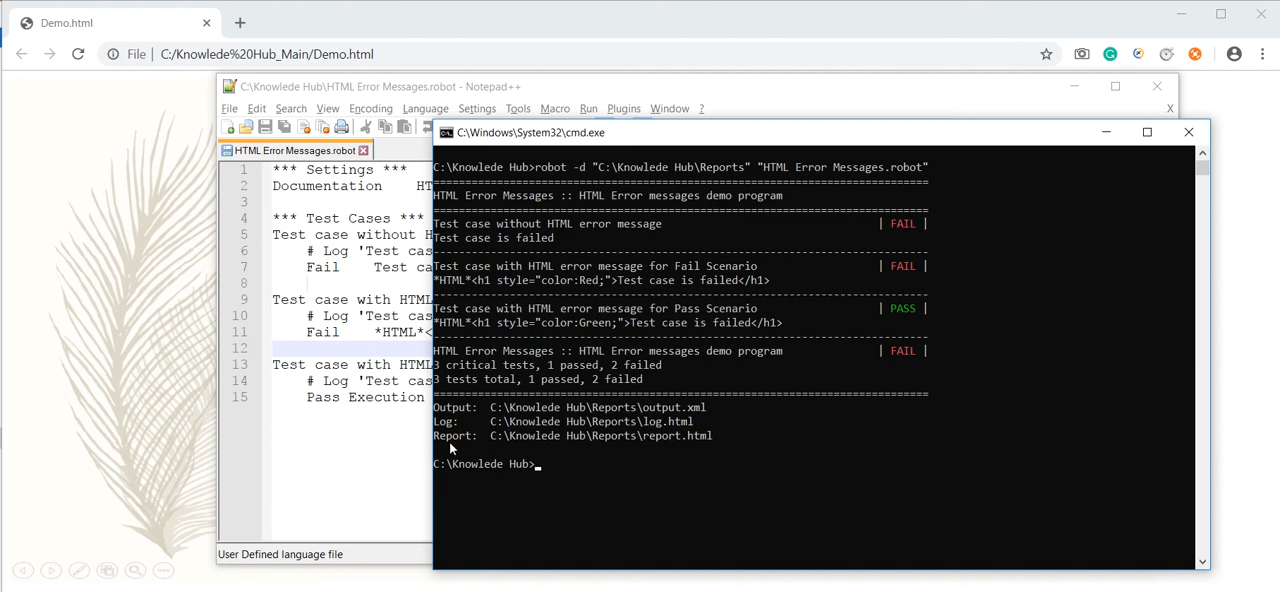 Demo.html
File | C:/Knowlede%20Hub_Main/Demo.html
C:\Knowlede Hub\HTML Error Messages.robot - Notepad++
File Edit Search View Encoding Language Settings Tools Macro Run Plugins Window ?
X
HTML Error Messages.robot
1 *** Settings ***
2 Documentation HT
3
4 *** Test Cases ***
5 Test case without H
6 # Log 'Test cas
7 Fail Test ca
8
9 Test case with HTML
10 # Log 'Test cas
11 Fail *HTML*<
12
13 Test case with HTML
14 # Log 'Test cas
15 Pass Execution
User Defined language file
C:\Windows\System32\cmd.exe
C:\Knowlede Hub>robot -d "C:\Knowlede Hub\Reports" "HTML Error Messages.robot"
==============================================================================
HTML Error Messages :: HTML Error messages demo program
==============================================================================
Test case without HTML error message | FAIL |
Test case is failed
------------------------------------------------------------------------------
Test case with HTML error message for Fail Scenario | FAIL |
*HTML*<h1 style="color:Red;">Test case is failed</h1>
------------------------------------------------------------------------------
Test case with HTML error message for Pass Scenario | PASS |
*HTML*<h1 style="color:Green;">Test case is failed</h1>
------------------------------------------------------------------------------
HTML Error Messages :: HTML Error messages demo program | FAIL |
3 critical tests, 1 passed, 2 failed
3 tests total, 1 passed, 2 failed
==============================================================================
Output: C:\Knowlede Hub\Reports\output.xml
Log: C:\Knowlede Hub\Reports\log.html
Report: C:\Knowlede Hub\Reports\report.html
C:\Knowlede Hub>